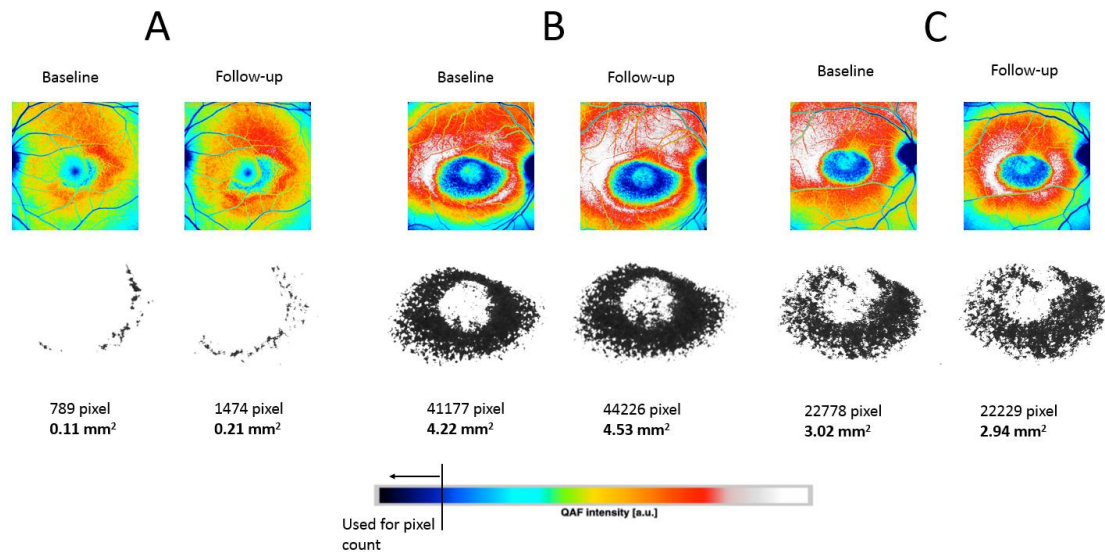 A
B
C
Baseline
Follow-up
Baseline
Follow-up
Baseline
Follow-up
789 pixel
0.11 mm²
1474 pixel
0.21 mm²
41177 pixel
4.22 mm²
44226 pixel
4.53 mm²
22778 pixel
3.02 mm²
22229 pixel
2.94 mm²
QAF intensity [a.u.]
Used for pixel
count